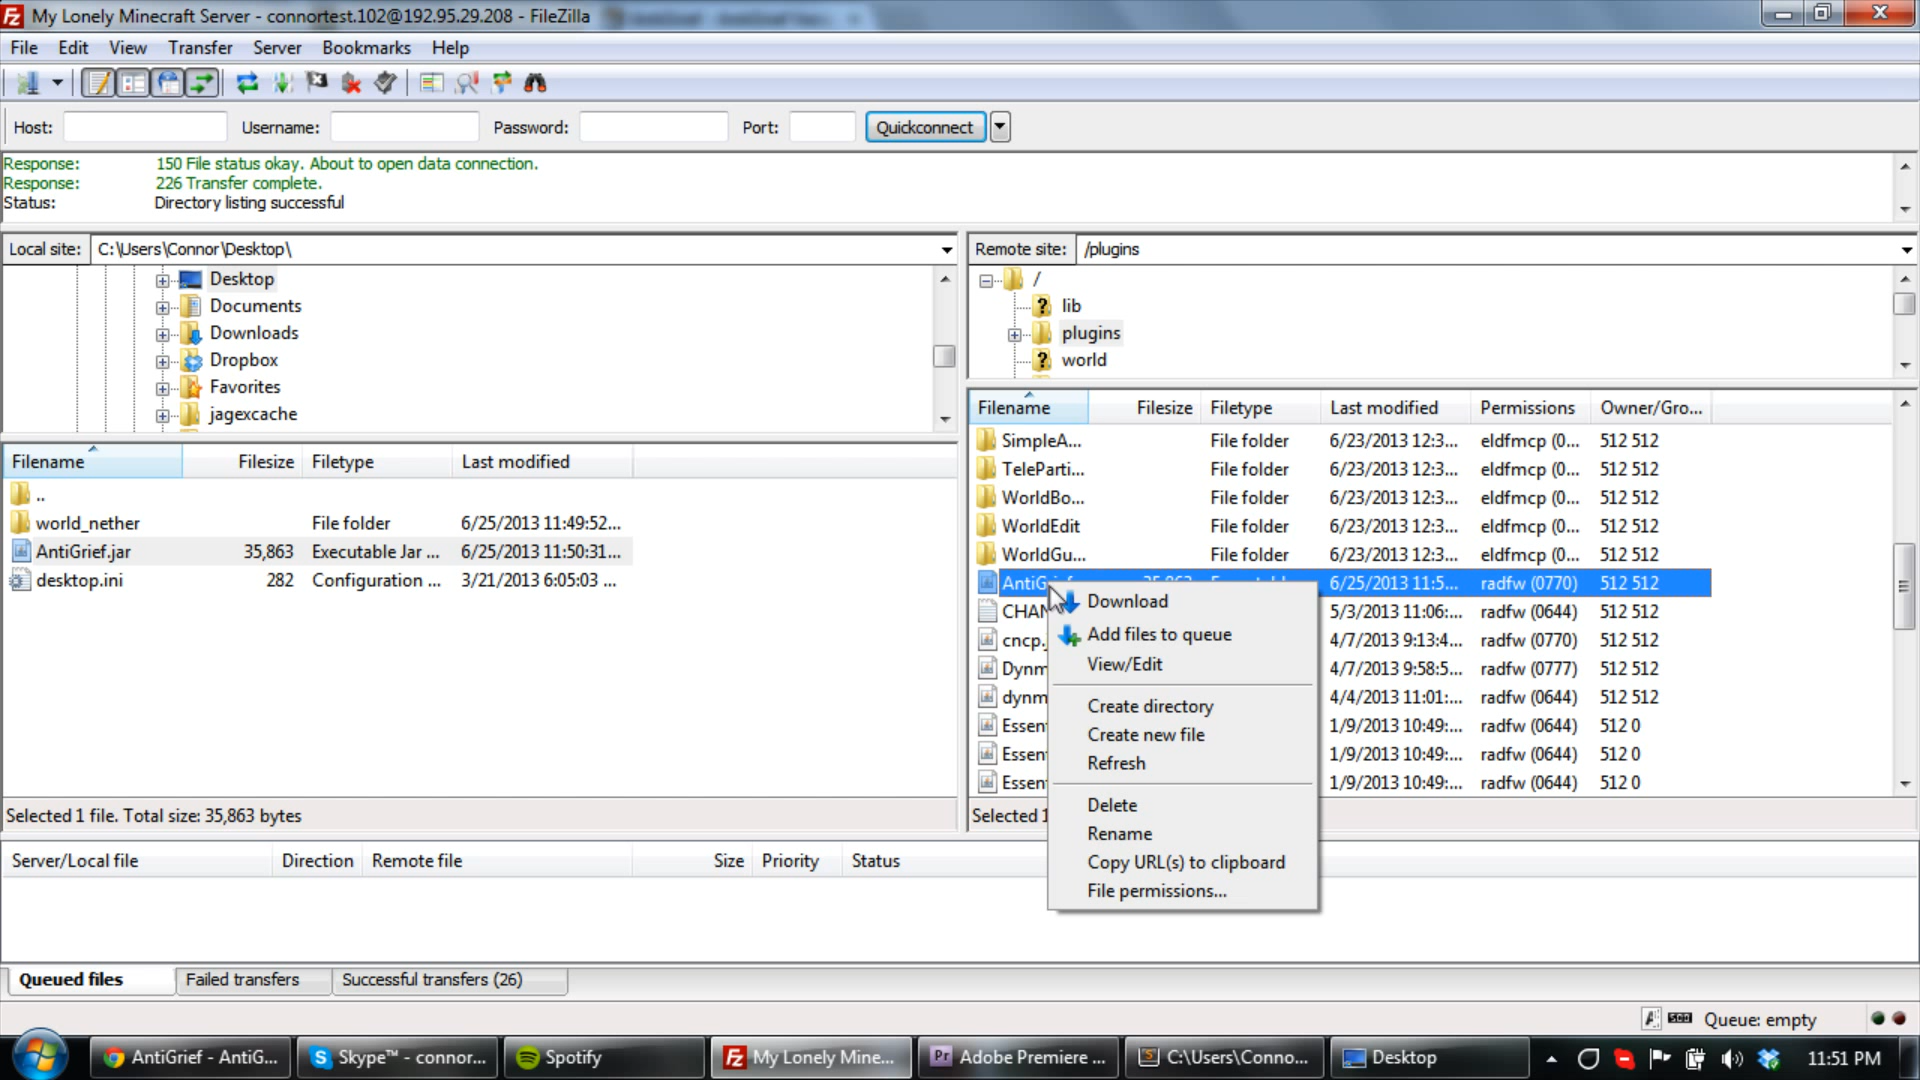 My Lonely Minecraft Server - connortest.102@192.95.29.208 - FileZilla
File Edit View Transfer Server Bookmarks Help
Host: Username: Password: Port: Quickconnect
Response: 150 File status okay. About to open data connection.
Response: 226 Transfer complete.
Status: Directory listing successful
Local site: C:\Users\Connor\Desktop\
Desktop
Documents
Downloads
Dropbox
Favorites
jagexcache
Filename Filesize Filetype Last modified
..
world_nether File folder 6/25/2013 11:49:52...
AntiGrief.jar 35,863 Executable Jar ... 6/25/2013 11:50:31...
desktop.ini 282 Configuration ... 3/21/2013 6:05:03 ...
Selected 1 file. Total size: 35,863 bytes
Remote site: /plugins
/
lib
plugins
world
Filename Filesize Filetype Last modified Permissions Owner/Gro...
SimpleA... File folder 6/23/2013 12:3... eldfmcp (0... 512 512
TeleParti... File folder 6/23/2013 12:3... eldfmcp (0... 512 512
WorldBo... File folder 6/23/2013 12:3... eldfmcp (0... 512 512
WorldEdit File folder 6/23/2013 12:3... eldfmcp (0... 512 512
WorldGu... File folder 6/23/2013 12:3... eldfmcp (0... 512 512
6/25/2013 11:5... radfw (0770) 512 512
CHAN 5/3/2013 11:06:... radfw (0644) 512 512
cncp. 4/7/2013 9:13:4... radfw (0770) 512 512
Dynm 4/7/2013 9:58:5... radfw (0777) 512 512
dynm 4/4/2013 11:01:... radfw (0644) 512 512
Essen 1/9/2013 10:49:... radfw (0644) 512 0
Essen 1/9/2013 10:49:... radfw (0644) 512 0
Essen 1/9/2013 10:49:... radfw (0644) 512 0
Selected 1
Download
Add files to queue
View/Edit
Create directory
Create new file
Refresh
Delete
Rename
Copy URL(s) to clipboard
File permissions...
Server/Local file Direction Remote file Size Priority Status
Queued files Failed transfers Successful transfers (26)
Queue: empty
AntiGrief - AntiG... Skype™ - connor... Spotify My Lonely Mine... Adobe Premiere ... C:\Users\Conno... Desktop 11:51 PM